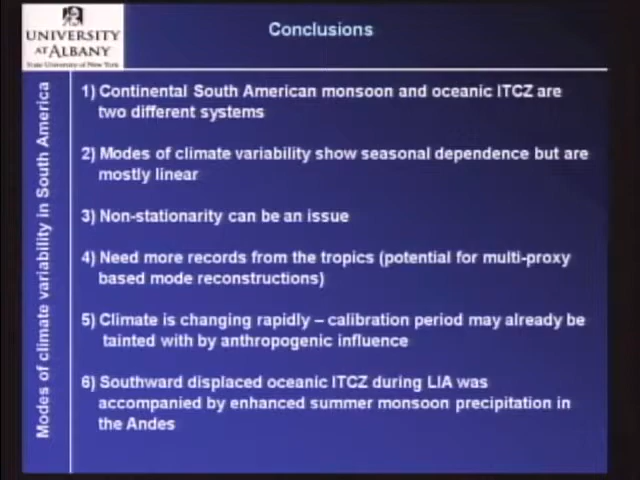 UNIVERSITY
AT ALBANY
State University of New York
Conclusions
Modes of climate variability in South America
1) Continental South American monsoon and oceanic ITCZ are
two different systems
2) Modes of climate variability show seasonal dependence but are
mostly linear
3) Non-stationarity can be an issue
4) Need more records from the tropics (potential for multi-proxy
based mode reconstructions)
5) Climate is changing rapidly – calibration period may already be
tainted with by anthropogenic influence
6) Southward displaced oceanic ITCZ during LIA was
accompanied by enhanced summer monsoon precipitation in
the Andes